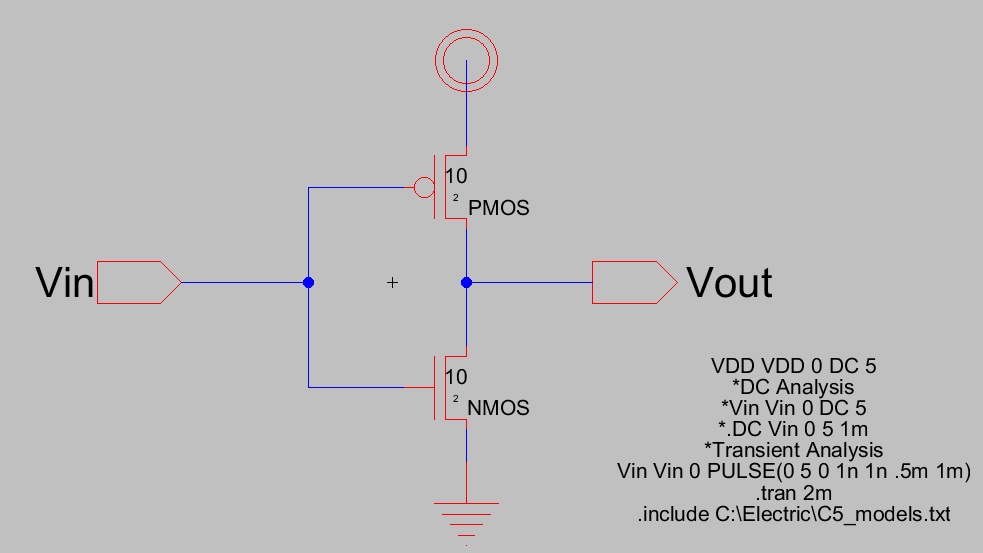 10
2
PMOS
Vin
Vout
10
2
NMOS
VDD VDD 0 DC 5
*DC Analysis
*Vin Vin 0 DC 5
*.DC Vin 0 5 1m
*Transient Analysis
Vin Vin 0 PULSE(0 5 0 1n 1n .5m 1m)
.tran 2m
.include C:\Electric\C5_models.txt